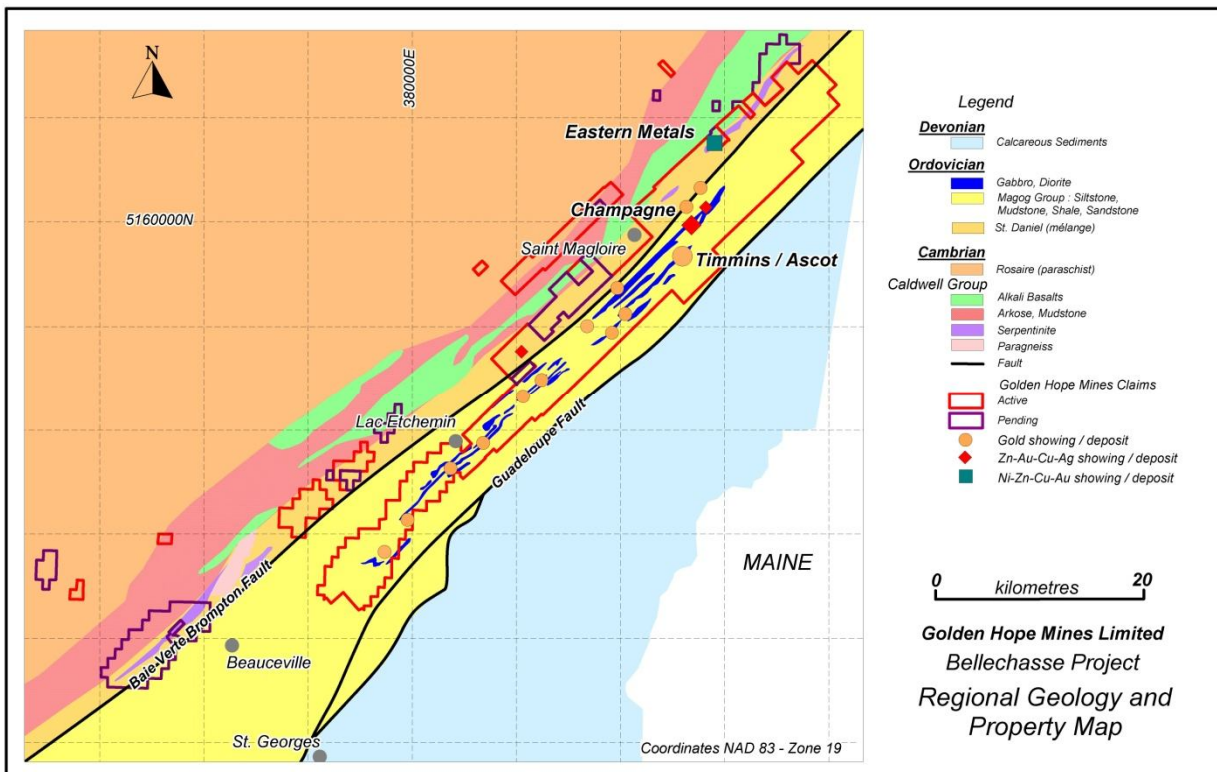 N
380000E
5160000N
Eastern Metals
Champagne
Saint Magloire
Timmins / Ascot
Lac Etchemin
Guadeloupe Fault
Baie Verte Brompton Fault
Beauceville
St. Georges
MAINE
Coordinates NAD 83 - Zone 19
Legend
Devonian
Calcareous Sediments
Ordovician
Gabbro, Diorite
Magog Group : Siltstone,
Mudstone, Shale, Sandstone
St. Daniel (mélange)
Cambrian
Rosaire (paraschist)
Caldwell Group
Alkali Basalts
Arkose, Mudstone
Serpentinite
Paragneiss
Fault
Golden Hope Mines Claims
Active
Pending
Gold showing / deposit
Zn-Au-Cu-Ag showing / deposit
Ni-Zn-Cu-Au showing / deposit
0 20
kilometres
Golden Hope Mines Limited
Bellechasse Project
Regional Geology and
Property Map